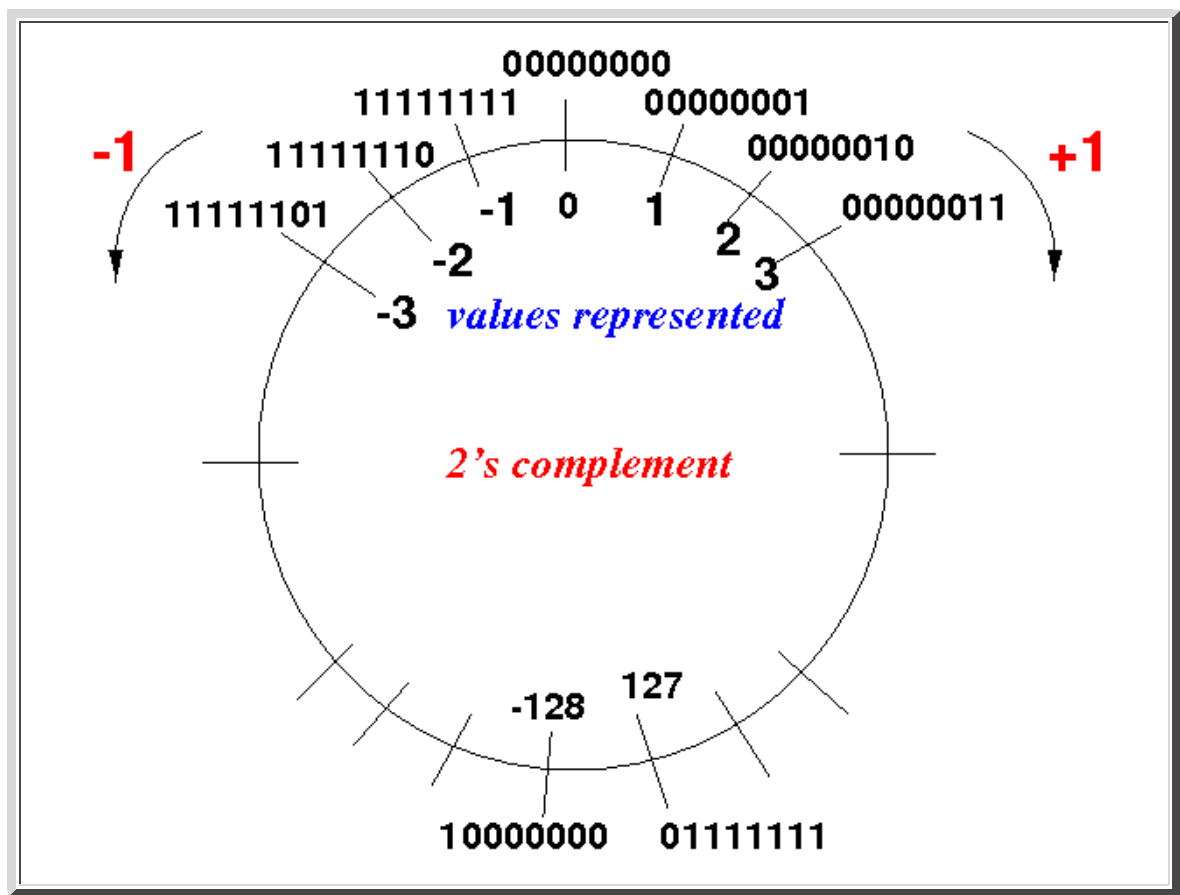 00000000
11111111 00000001
-1 11111110 00000010 +1
11111101 -1 0 1 00000011
-2 2
3
-3 values represented
2's complement
-128 127
10000000 01111111